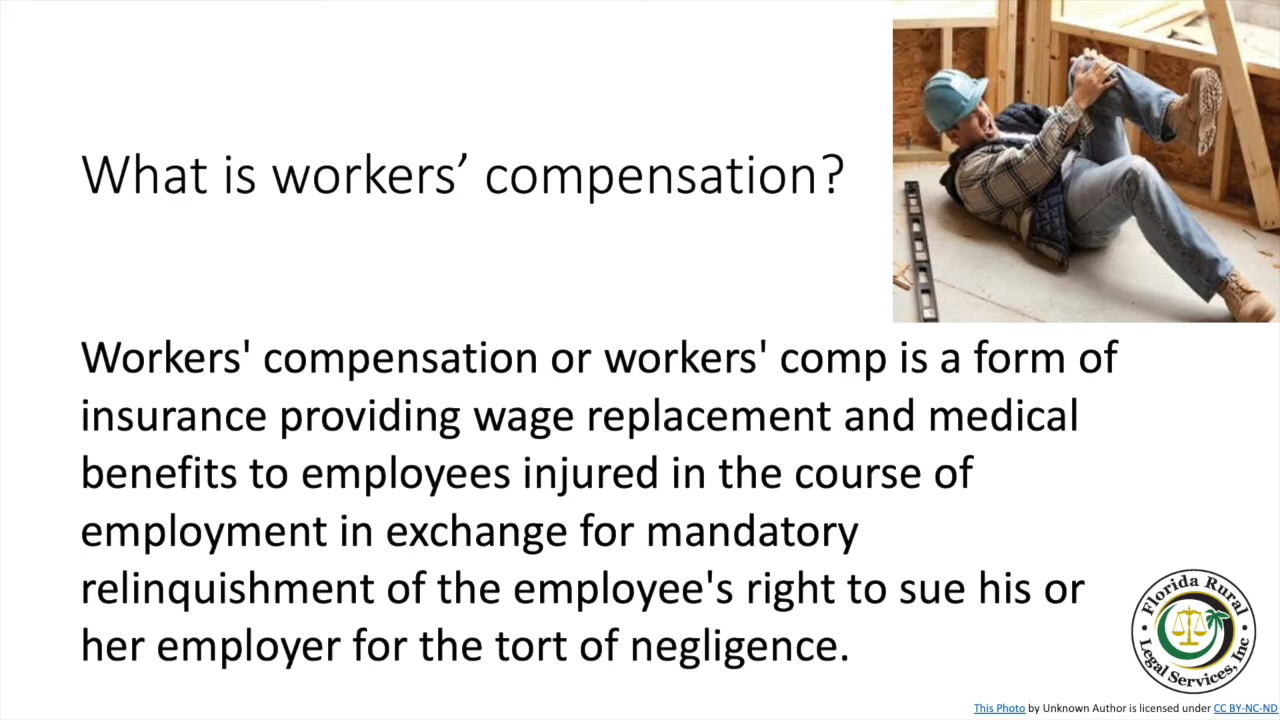 What is workers’ compensation?
Workers' compensation or workers' comp is a form of
insurance providing wage replacement and medical
benefits to employees injured in the course of
employment in exchange for mandatory
relinquishment of the employee's right to sue his or
her employer for the tort of negligence.
Florida Rural
Legal Services, Inc
This Photo by Unknown Author is licensed under CC BY-NC-ND